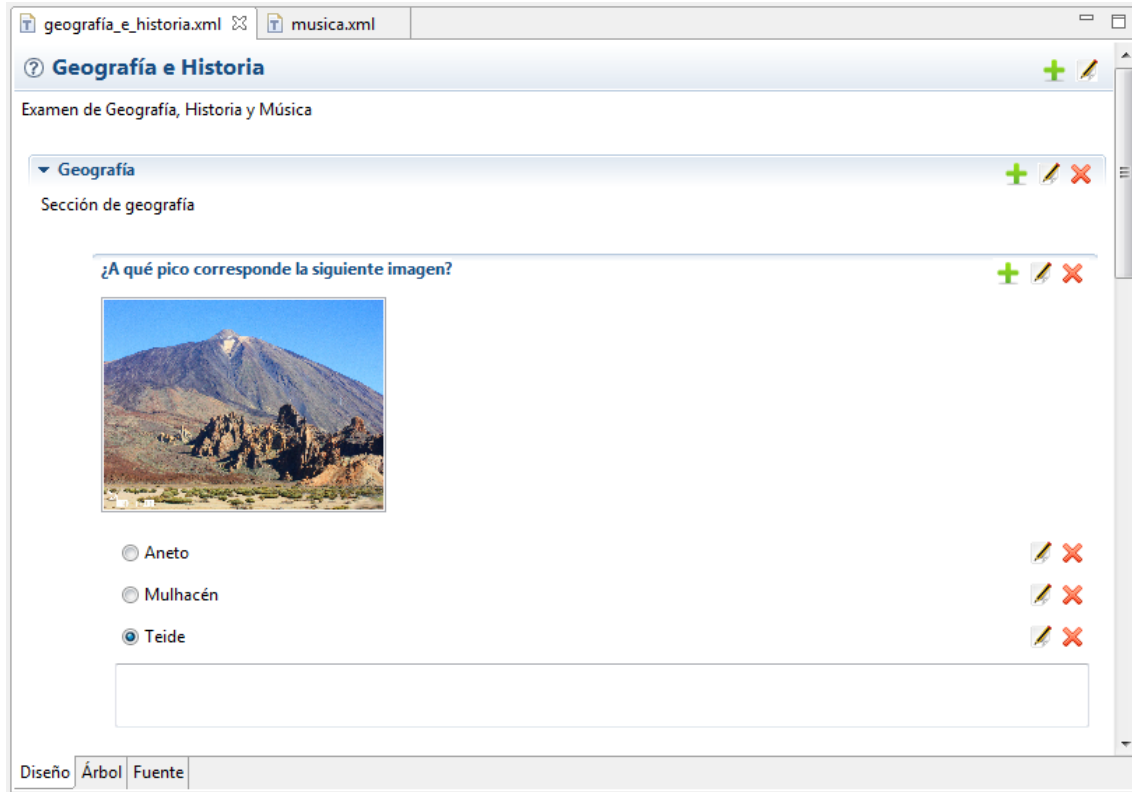 geografía_e_historia.xml musica.xml
Geografía e Historia
Examen de Geografía, Historia y Música
Geografía
Sección de geografía
¿A qué pico corresponde la siguiente imagen?
Aneto
Mulhacén
Teide
Diseño Árbol Fuente